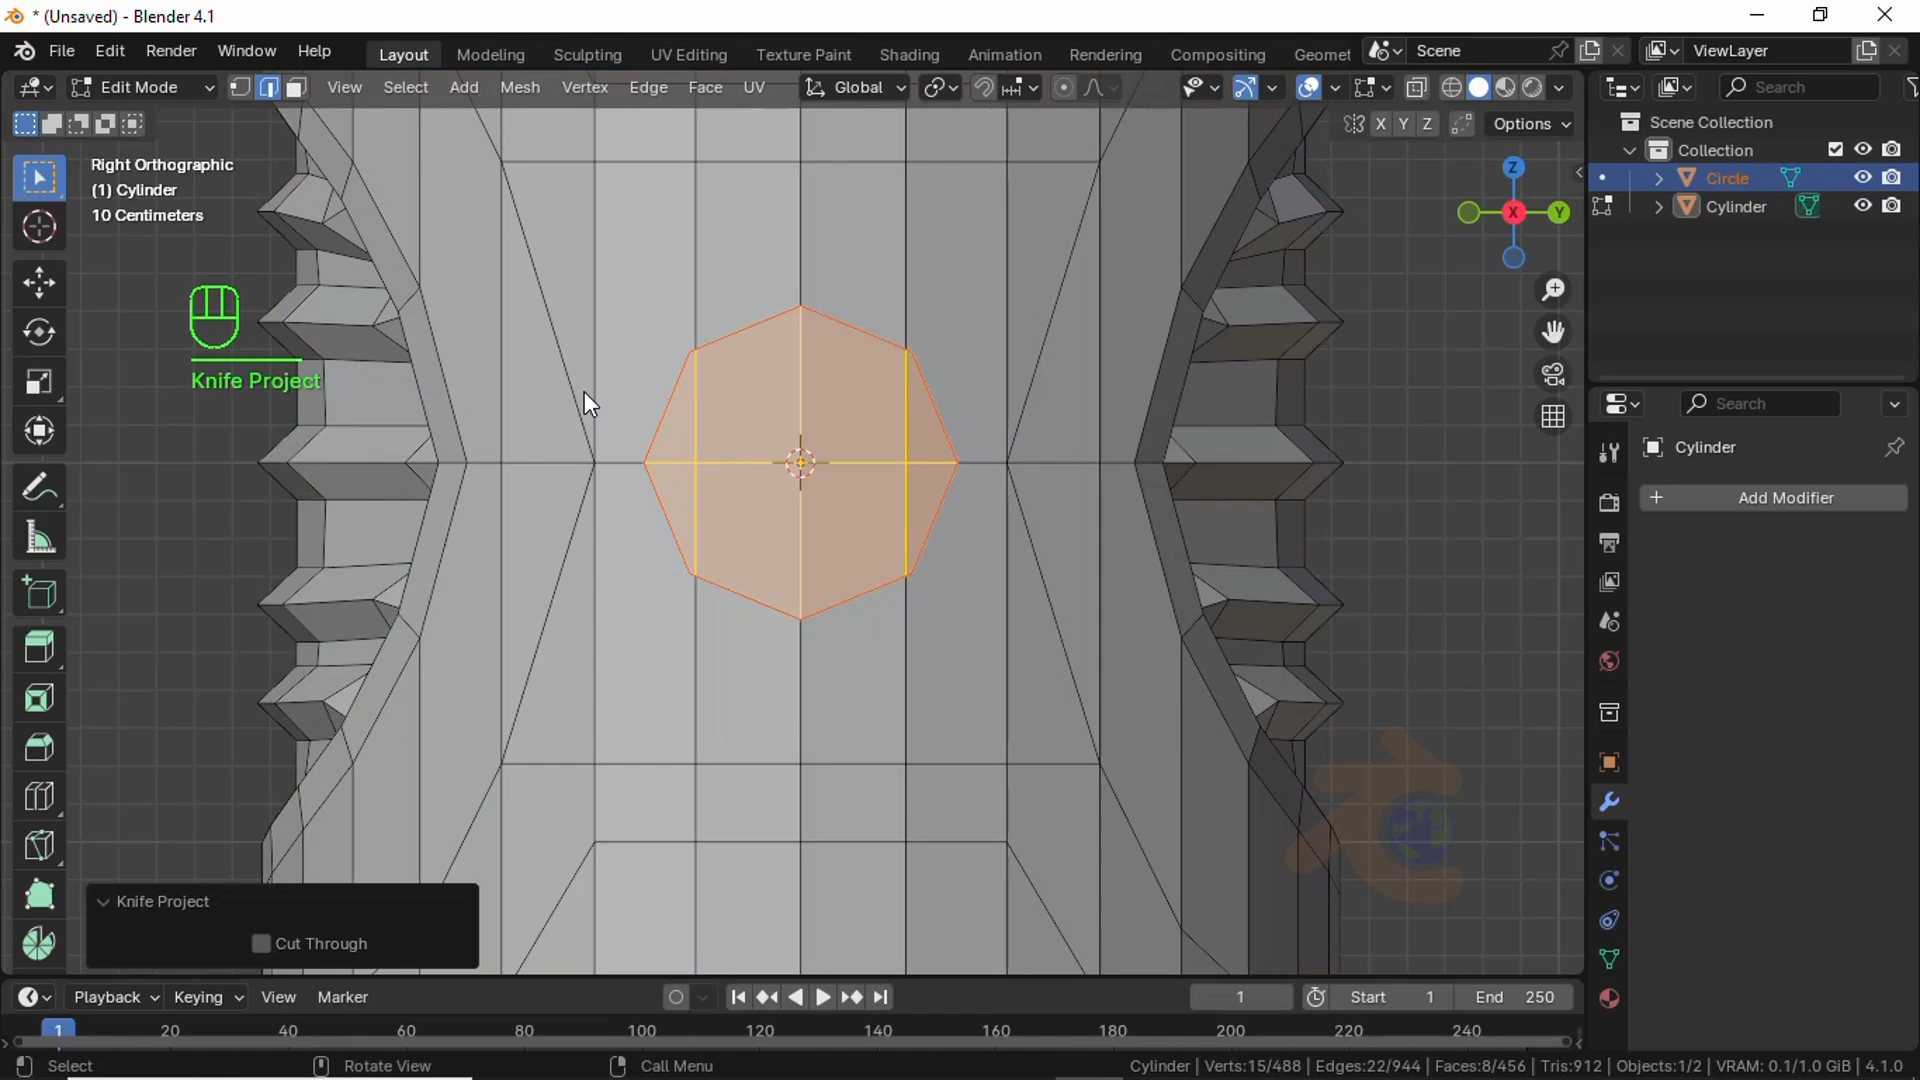 * (Unsaved) - Blender 4.1
File Edit Render Window Help Layout Modeling Sculpting UV Editing Texture Paint Shading Animation Rendering Compositing Geomet Scene ViewLayer
Edit Mode View Select Add Mesh Vertex Edge Face UV Global Search
X Y Z Options
Scene Collection
Collection
Circle
Cylinder
Right Orthographic
(1) Cylinder
10 Centimeters
Z
X
Y
Knife Project
Search
Cylinder
+ Add Modifier
Knife Project
Cut Through
Playback Keying View Marker 1 Start 1 End 250
1 20 40 60 80 100 120 140 160 180 200 220 240
Select Rotate View Call Menu Cylinder | Verts:15/488 | Edges:22/944 | Faces:8/456 | Tris:912 | Objects:1/2 | VRAM: 0.1/1.0 GiB | 4.1.0